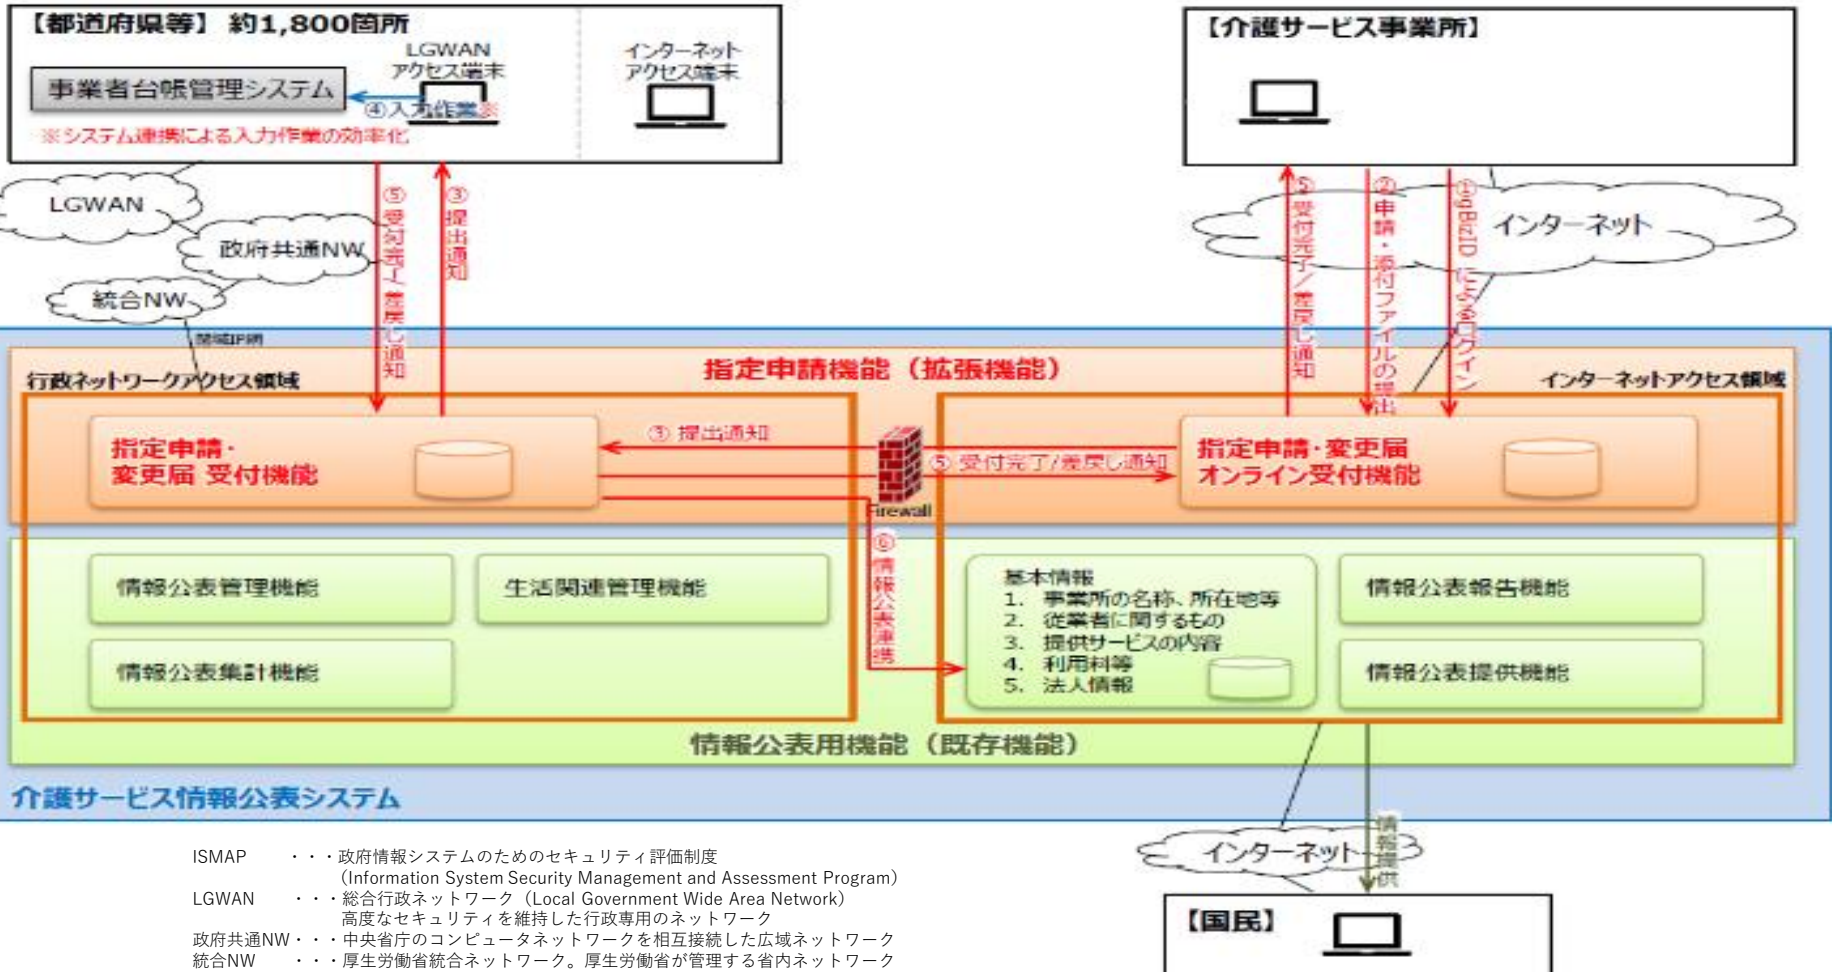 【都道府県等】約1,800箇所
LGWAN
アクセス端末
インターネット
アクセス端末
事業者台帳管理システム
④入力作業※
※システム連携による入力作業の効率化
【介護サービス事業所】
LGWAN
政府共通NW
統合NW
閉域IP網
⑤受付完了/差戻し通知
③提出通知
⑤受付完了/差戻し通知
②申請・添付ファイルの提出
①gBizIDによるログイン
インターネット
指定申請機能（拡張機能）
行政ネットワークアクセス領域
インターネットアクセス領域
指定申請・
変更届 受付機能
③ 提出通知
⑤ 受付完了/差戻し通知
Firewall
指定申請・変更届
オンライン受付機能
⑥情報公表連携
情報公表管理機能
生活関連管理機能
情報公表集計機能
基本情報
1. 事業所の名称、所在地等
2. 従業者に関するもの
3. 提供サービスの内容
4. 利用料等
5. 法人情報
情報公表報告機能
情報公表提供機能
情報公表用機能（既存機能）
介護サービス情報公表システム
インターネット
情報提供
【国民】
ISMAP ・・・政府情報システムのためのセキュリティ評価制度
（Information System Security Management and Assessment Program）
LGWAN ・・・総合行政ネットワーク（Local Government Wide Area Network）
高度なセキュリティを維持した行政専用のネットワーク
政府共通NW・・・中央省庁のコンピュータネットワークを相互接続した広域ネットワーク
統合NW ・・・厚生労働省統合ネットワーク。厚生労働省が管理する省内ネットワーク